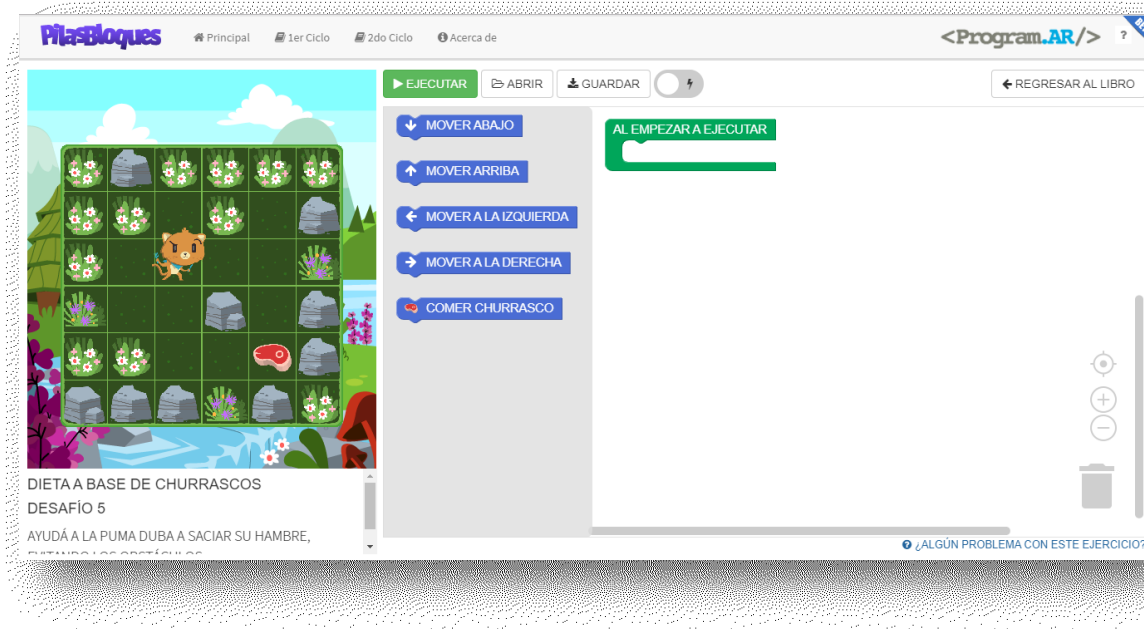 PilasBloques
Principal
1er Ciclo
2do Ciclo
Acerca de
<Program.AR/>
?
EJECUTAR
ABRIR
GUARDAR
REGRESAR AL LIBRO
MOVER ABAJO
MOVER ARRIBA
MOVER A LA IZQUIERDA
MOVER A LA DERECHA
COMER CHURRASCO
AL EMPEZAR A EJECUTAR
DIETA A BASE DE CHURRASCOS
DESAFÍO 5
AYUDÁ A LA PUMA DUBA A SACIAR SU HAMBRE,
¿ALGÚN PROBLEMA CON ESTE EJERCICIO?